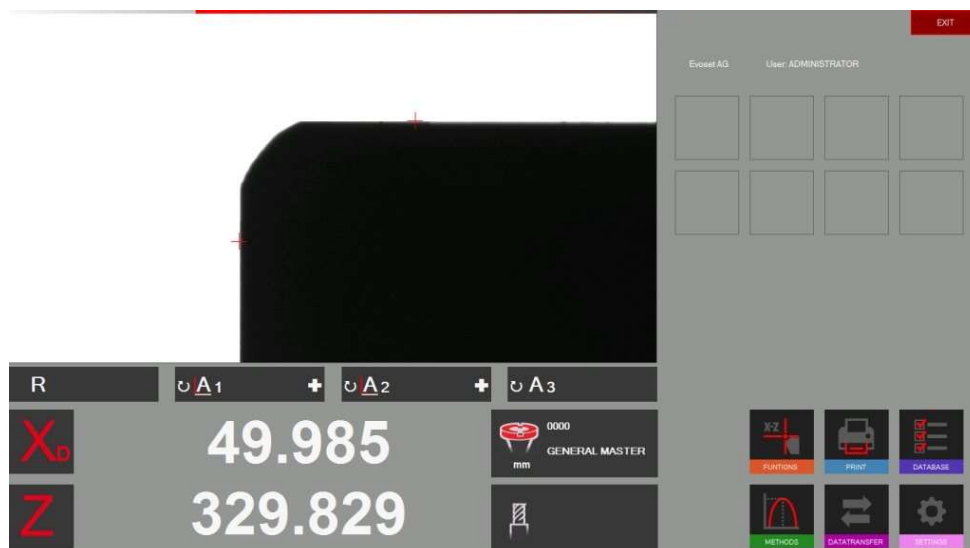 EXIT
Evoset AG User: ADMINISTRATOR
R A1 A2 A3
XD 49.985
0000
GENERAL MASTER
mm
Z 329.829
X-Z
FUNTIONS PRINT DATABASE
METHODS DATATRANSFER SETTINGS